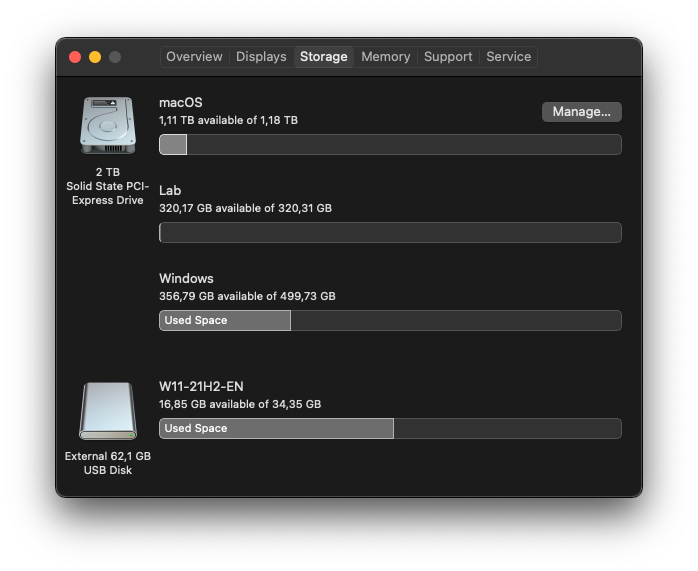 Overview Displays Storage Memory Support Service
macOS
1,11 TB available of 1,18 TB
Manage...
2 TB
Solid State PCI-
Express Drive
Lab
320,17 GB available of 320,31 GB
Windows
356,79 GB available of 499,73 GB
Used Space
W11-21H2-EN
16,85 GB available of 34,35 GB
Used Space
External 62,1 GB
USB Disk